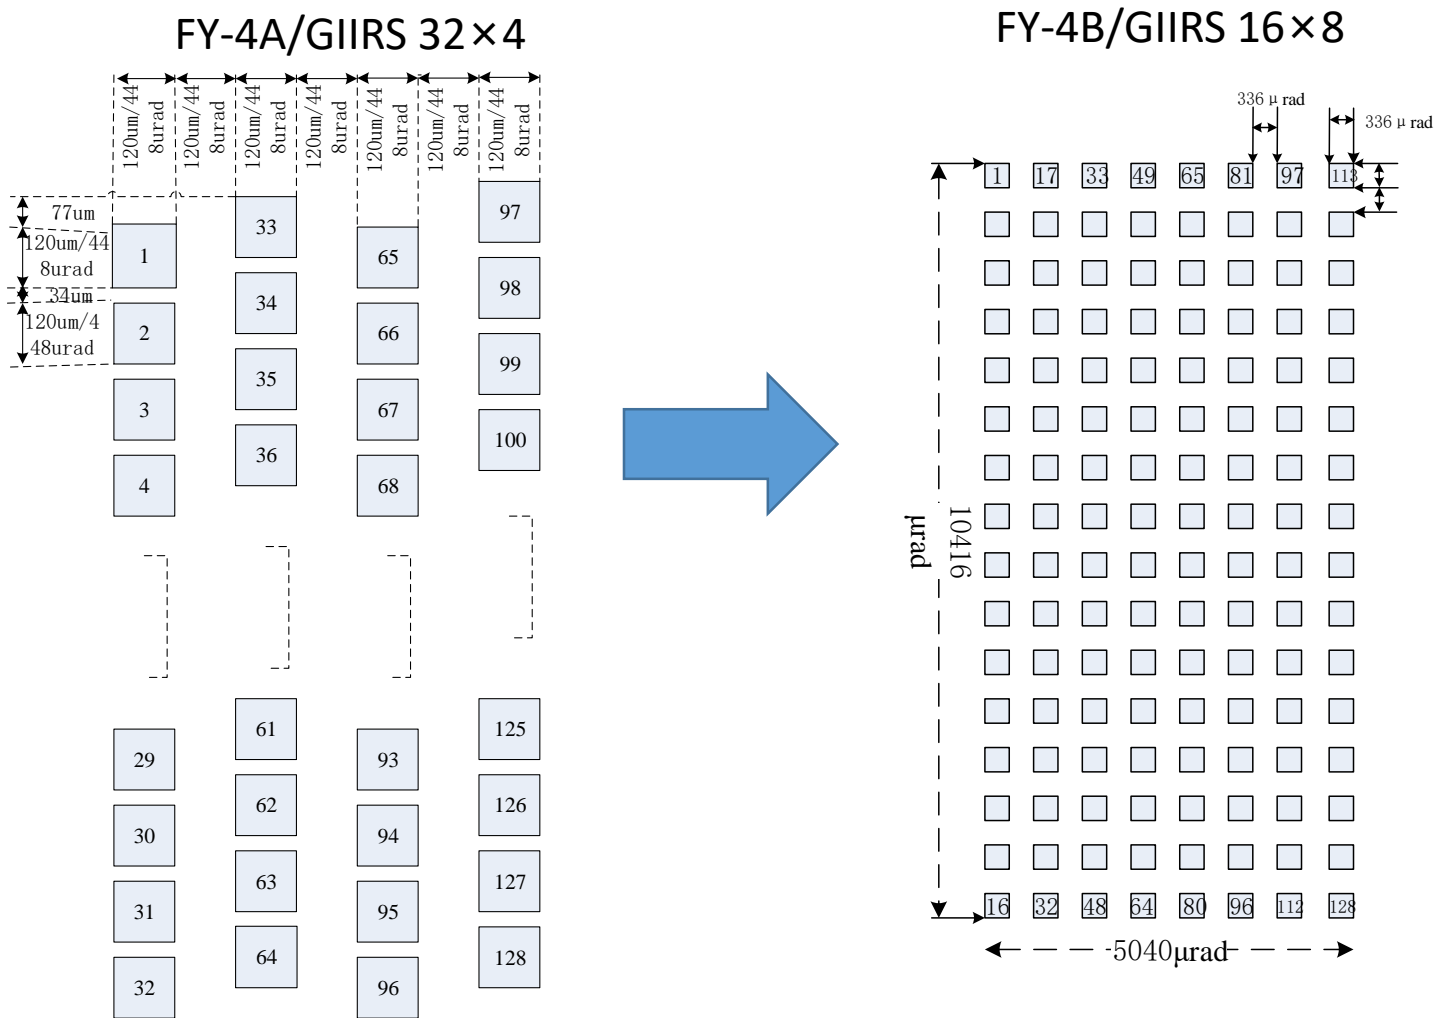 FY-4A/GIIRS 32×4
120um/44
8urad
120um/44
8urad
120um/44
8urad
120um/44
8urad
120um/44
8urad
120um/44
8urad
120um/44
8urad
77um
120um/44
8urad
34um
120um/4
48urad
1
2
3
4
29
30
31
32
33
34
35
36
61
62
63
64
65
66
67
68
93
94
95
96
97
98
99
100
125
126
127
128
FY-4B/GIIRS 16×8
336 μ rad
336 μ rad
1 17 33 49 65 81 97 113
10416
μrad
16 32 48 64 80 96 112 128
5040μrad